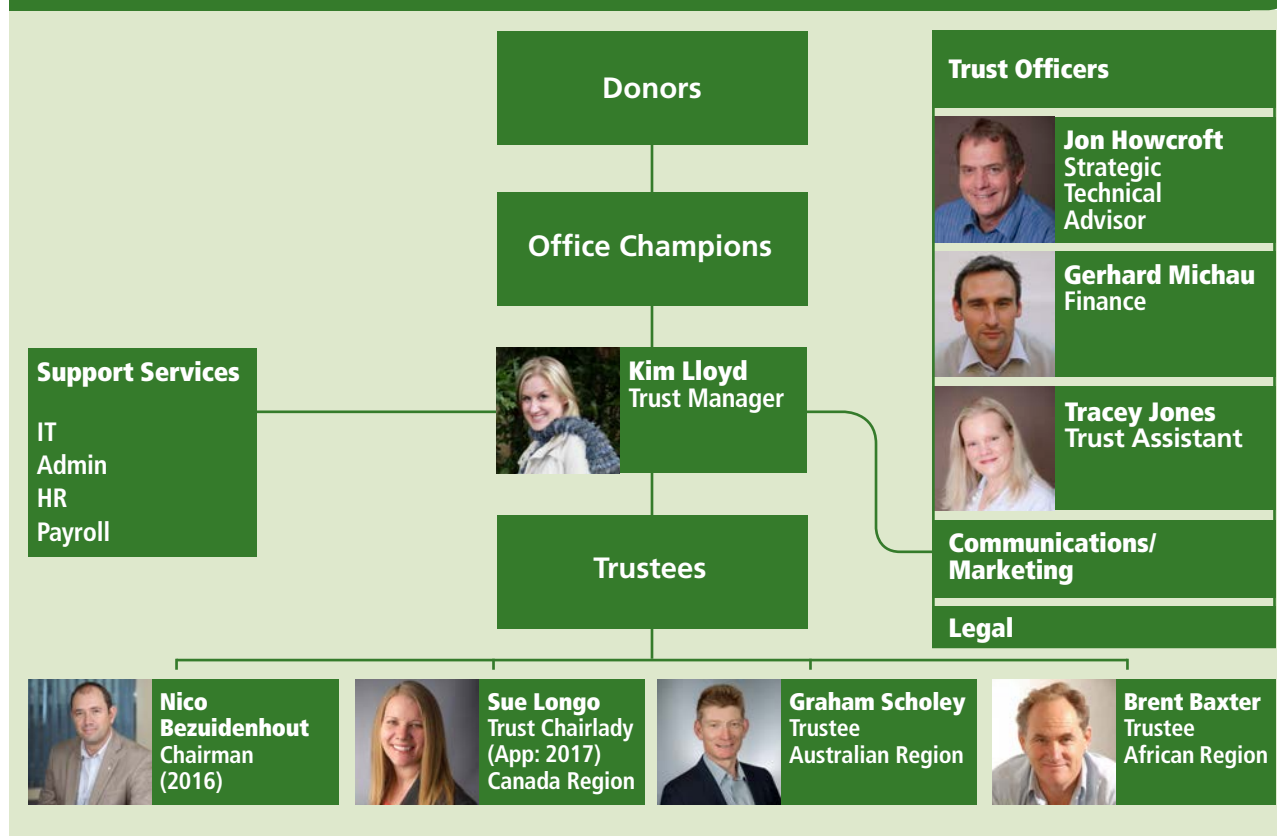 Donors
Office Champions
Kim Lloyd
Trust Manager
Support Services
IT
Admin
HR
Payroll
Trust Officers
Jon Howcroft
Strategic
Technical
Advisor
Gerhard Michau
Finance
Tracey Jones
Trust Assistant
Communications/
Marketing
Legal
Trustees
Nico
Bezuidenhout
Chairman
(2016)
Sue Longo
Trust Chairlady
(App: 2017)
Canada Region
Graham Scholey
Trustee
Australian Region
Brent Baxter
Trustee
African Region